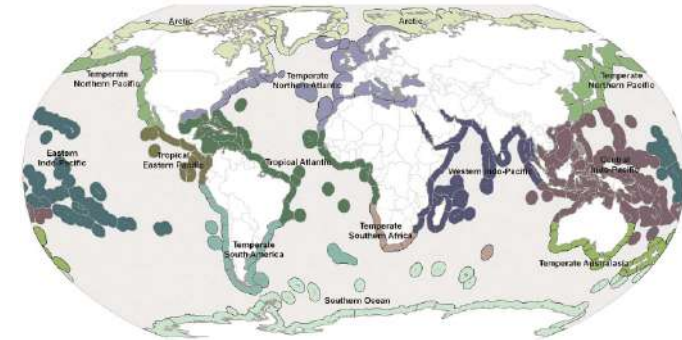 Arctic
Arctic
Temperate
Northern Pacific
Temperate
Northern Atlantic
Temperate
Northern Pacific
Eastern
Indo-Pacific
Tropical
Eastern Pacific
Tropical Atlantic
Western Indo-Pacific
Central
Indo-Pacific
Temperate
South America
Temperate
Southern Africa
Temperate Australasia
Southern Ocean